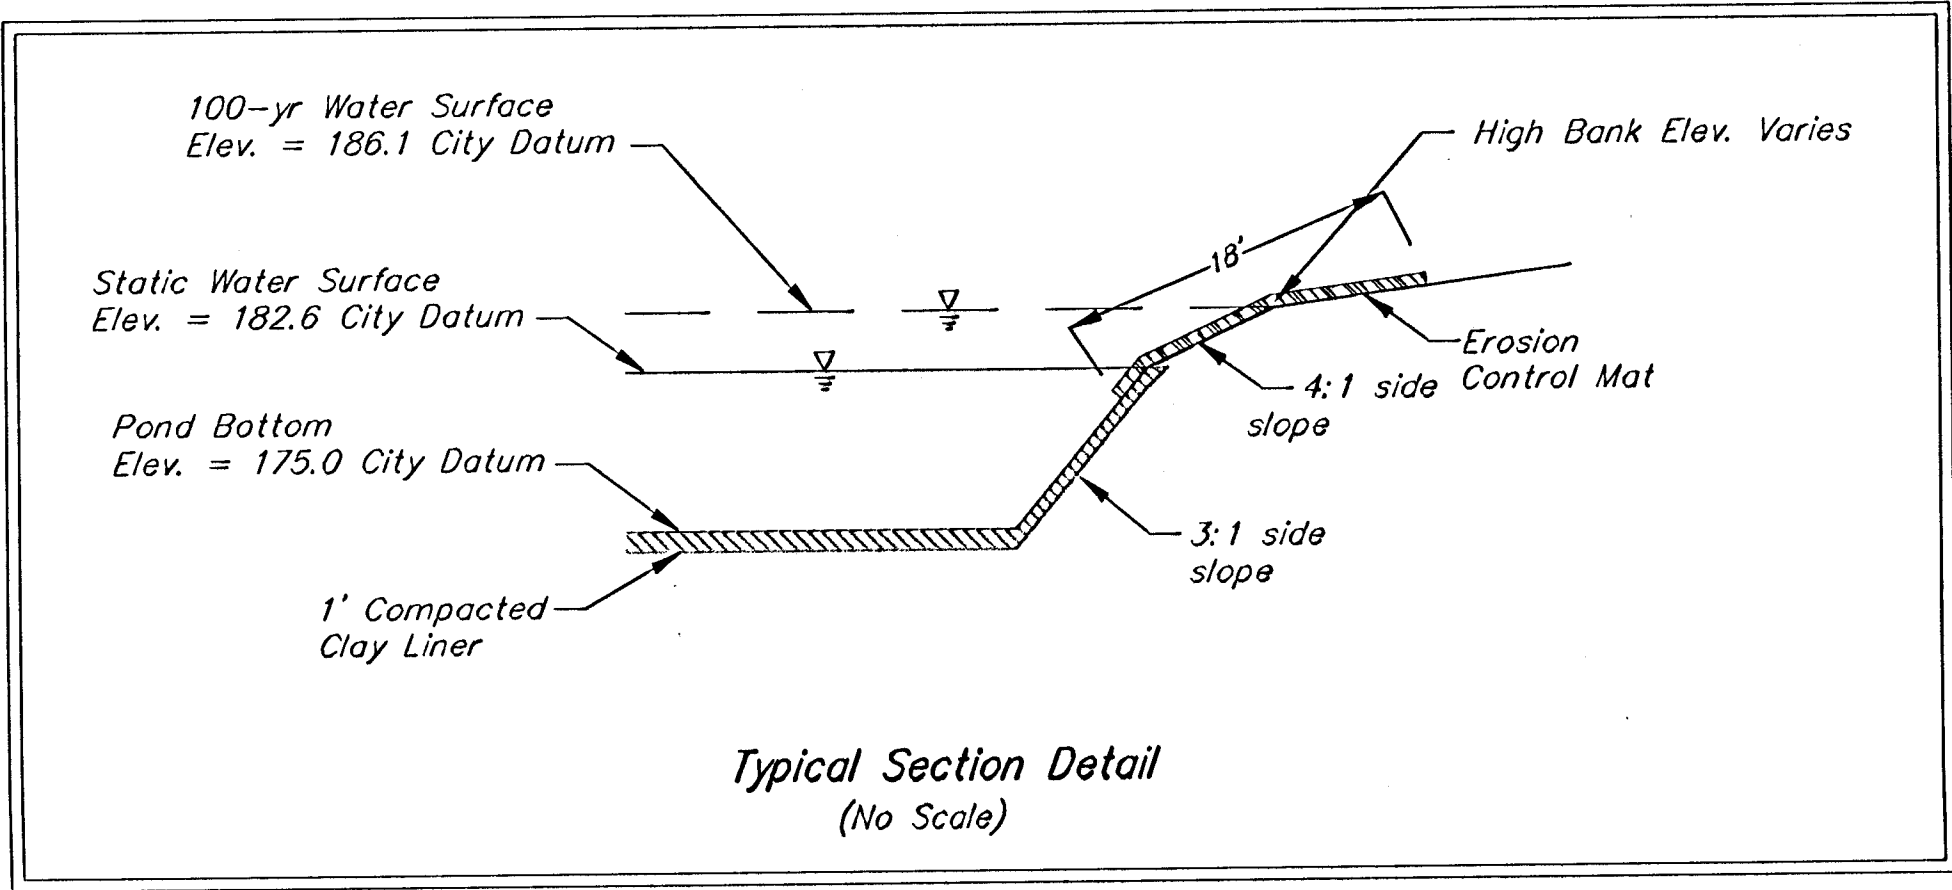 100-yr Water Surface
Elev. = 186.1 City Datum
High Bank Elev. Varies
18'
Static Water Surface
Elev. = 182.6 City Datum
Erosion
Control Mat
4:1 side
slope
Pond Bottom
Elev. = 175.0 City Datum
3:1 side
slope
1' Compacted
Clay Liner
Typical Section Detail
(No Scale)